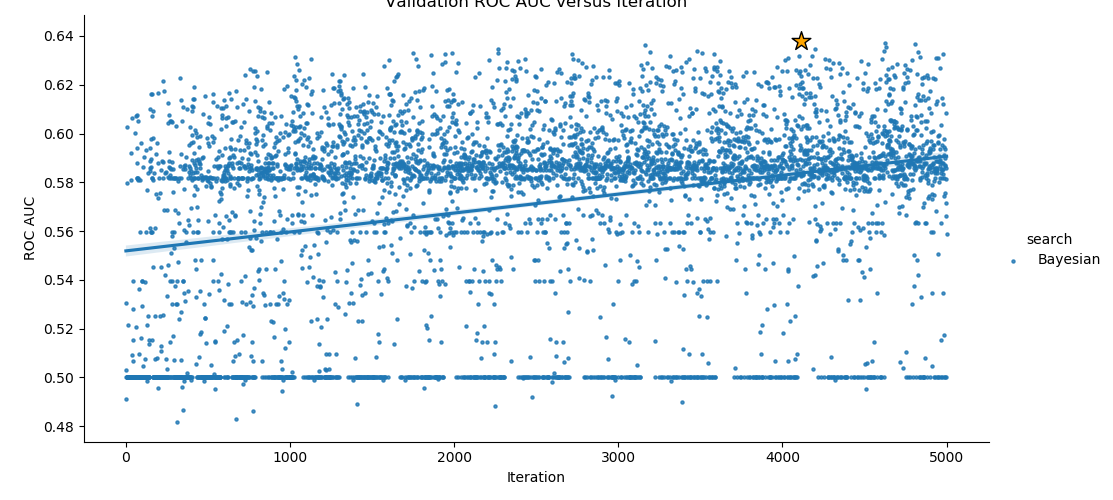 Validation ROC AUC versus Iteration
0.64
0.62
0.60
0.58
0.56
0.54
0.52
0.50
0.48
ROC AUC
0 1000 2000 3000 4000 5000
Iteration
search
Bayesian